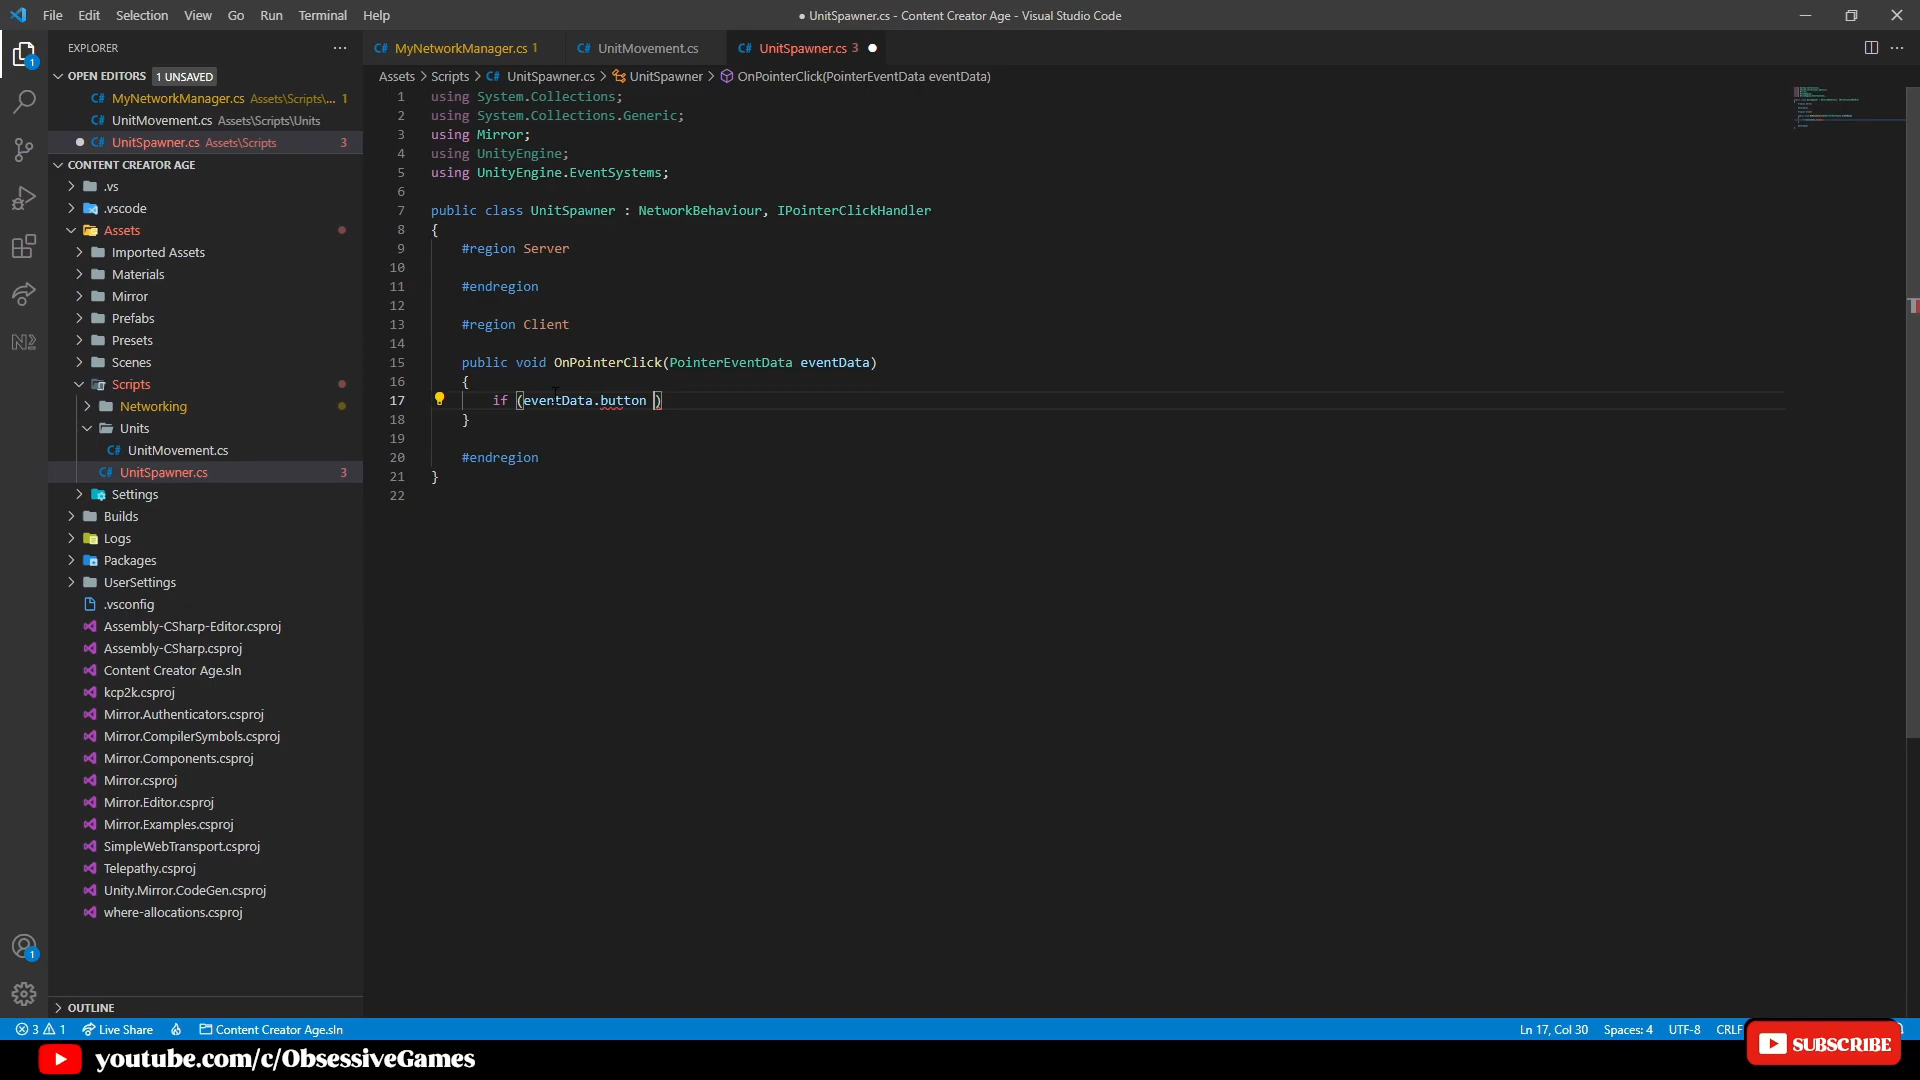 File Edit Selection View Go Run Terminal Help
● UnitSpawner.cs - Content Creator Age - Visual Studio Code
EXPLORER
OPEN EDITORS 1 UNSAVED
MyNetworkManager.cs Assets\Scripts\... 1
UnitMovement.cs Assets\Scripts\Units
UnitSpawner.cs Assets\Scripts 3
CONTENT CREATOR AGE
.vs
.vscode
Assets
Imported Assets
Materials
Mirror
Prefabs
Presets
Scenes
Scripts
Networking
Units
UnitMovement.cs
UnitSpawner.cs 3
Settings
Builds
Logs
Packages
UserSettings
.vsconfig
Assembly-CSharp-Editor.csproj
Assembly-CSharp.csproj
Content Creator Age.sln
kcp2k.csproj
Mirror.Authenticators.csproj
Mirror.CompilerSymbols.csproj
Mirror.Components.csproj
Mirror.csproj
Mirror.Editor.csproj
Mirror.Examples.csproj
SimpleWebTransport.csproj
Telepathy.csproj
Unity.Mirror.CodeGen.csproj
where-allocations.csproj
OUTLINE
MyNetworkManager.cs 1 UnitMovement.cs UnitSpawner.cs 3
Assets > Scripts > UnitSpawner.cs > UnitSpawner > OnPointerClick(PointerEventData eventData)
1 using System.Collections;
2 using System.Collections.Generic;
3 using Mirror;
4 using UnityEngine;
5 using UnityEngine.EventSystems;
6
7 public class UnitSpawner : NetworkBehaviour, IPointerClickHandler
8 {
9 #region Server
10
11 #endregion
12
13 #region Client
14
15 public void OnPointerClick(PointerEventData eventData)
16 {
17 if (eventData.button )
18 }
19
20 #endregion
21 }
22
3 1 Live Share Content Creator Age.sln Ln 17, Col 30 Spaces: 4 UTF-8 CRLF
youtube.com/c/ObsessiveGames
SUBSCRIBE